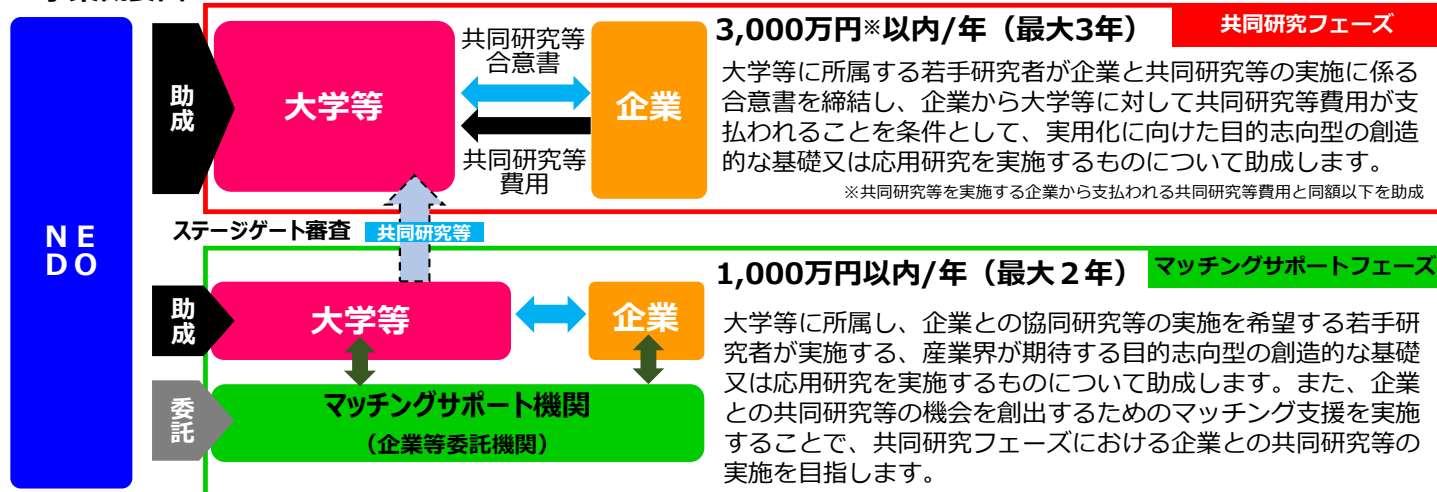 NE
DO
助成
大学等
共同研究等
合意書
共同研究等
費用
企業
3,000万円※以内/年（最大3年）
共同研究フェーズ
大学等に所属する若手研究者が企業と共同研究等の実施に係る
合意書を締結し、企業から大学等に対して共同研究等費用が支
払われることを条件として、実用化に向けた目的志向型の創造
的な基礎又は応用研究を実施するものについて助成します。
※共同研究等を実施する企業から支払われる共同研究等費用と同額以下を助成
ステージゲート審査
共同研究等
助成
大学等
企業
委託
マッチングサポート機関
（企業等委託機関）
1,000万円以内/年（最大２年）
マッチングサポートフェーズ
大学等に所属し、企業との協同研究等の実施を希望する若手研
究者が実施する、産業界が期待する目的志向型の創造的な基礎
又は応用研究を実施するものについて助成します。また、企業
との共同研究等の機会を創出するためのマッチング支援を実施
することで、共同研究フェーズにおける企業との共同研究等の
実施を目指します。